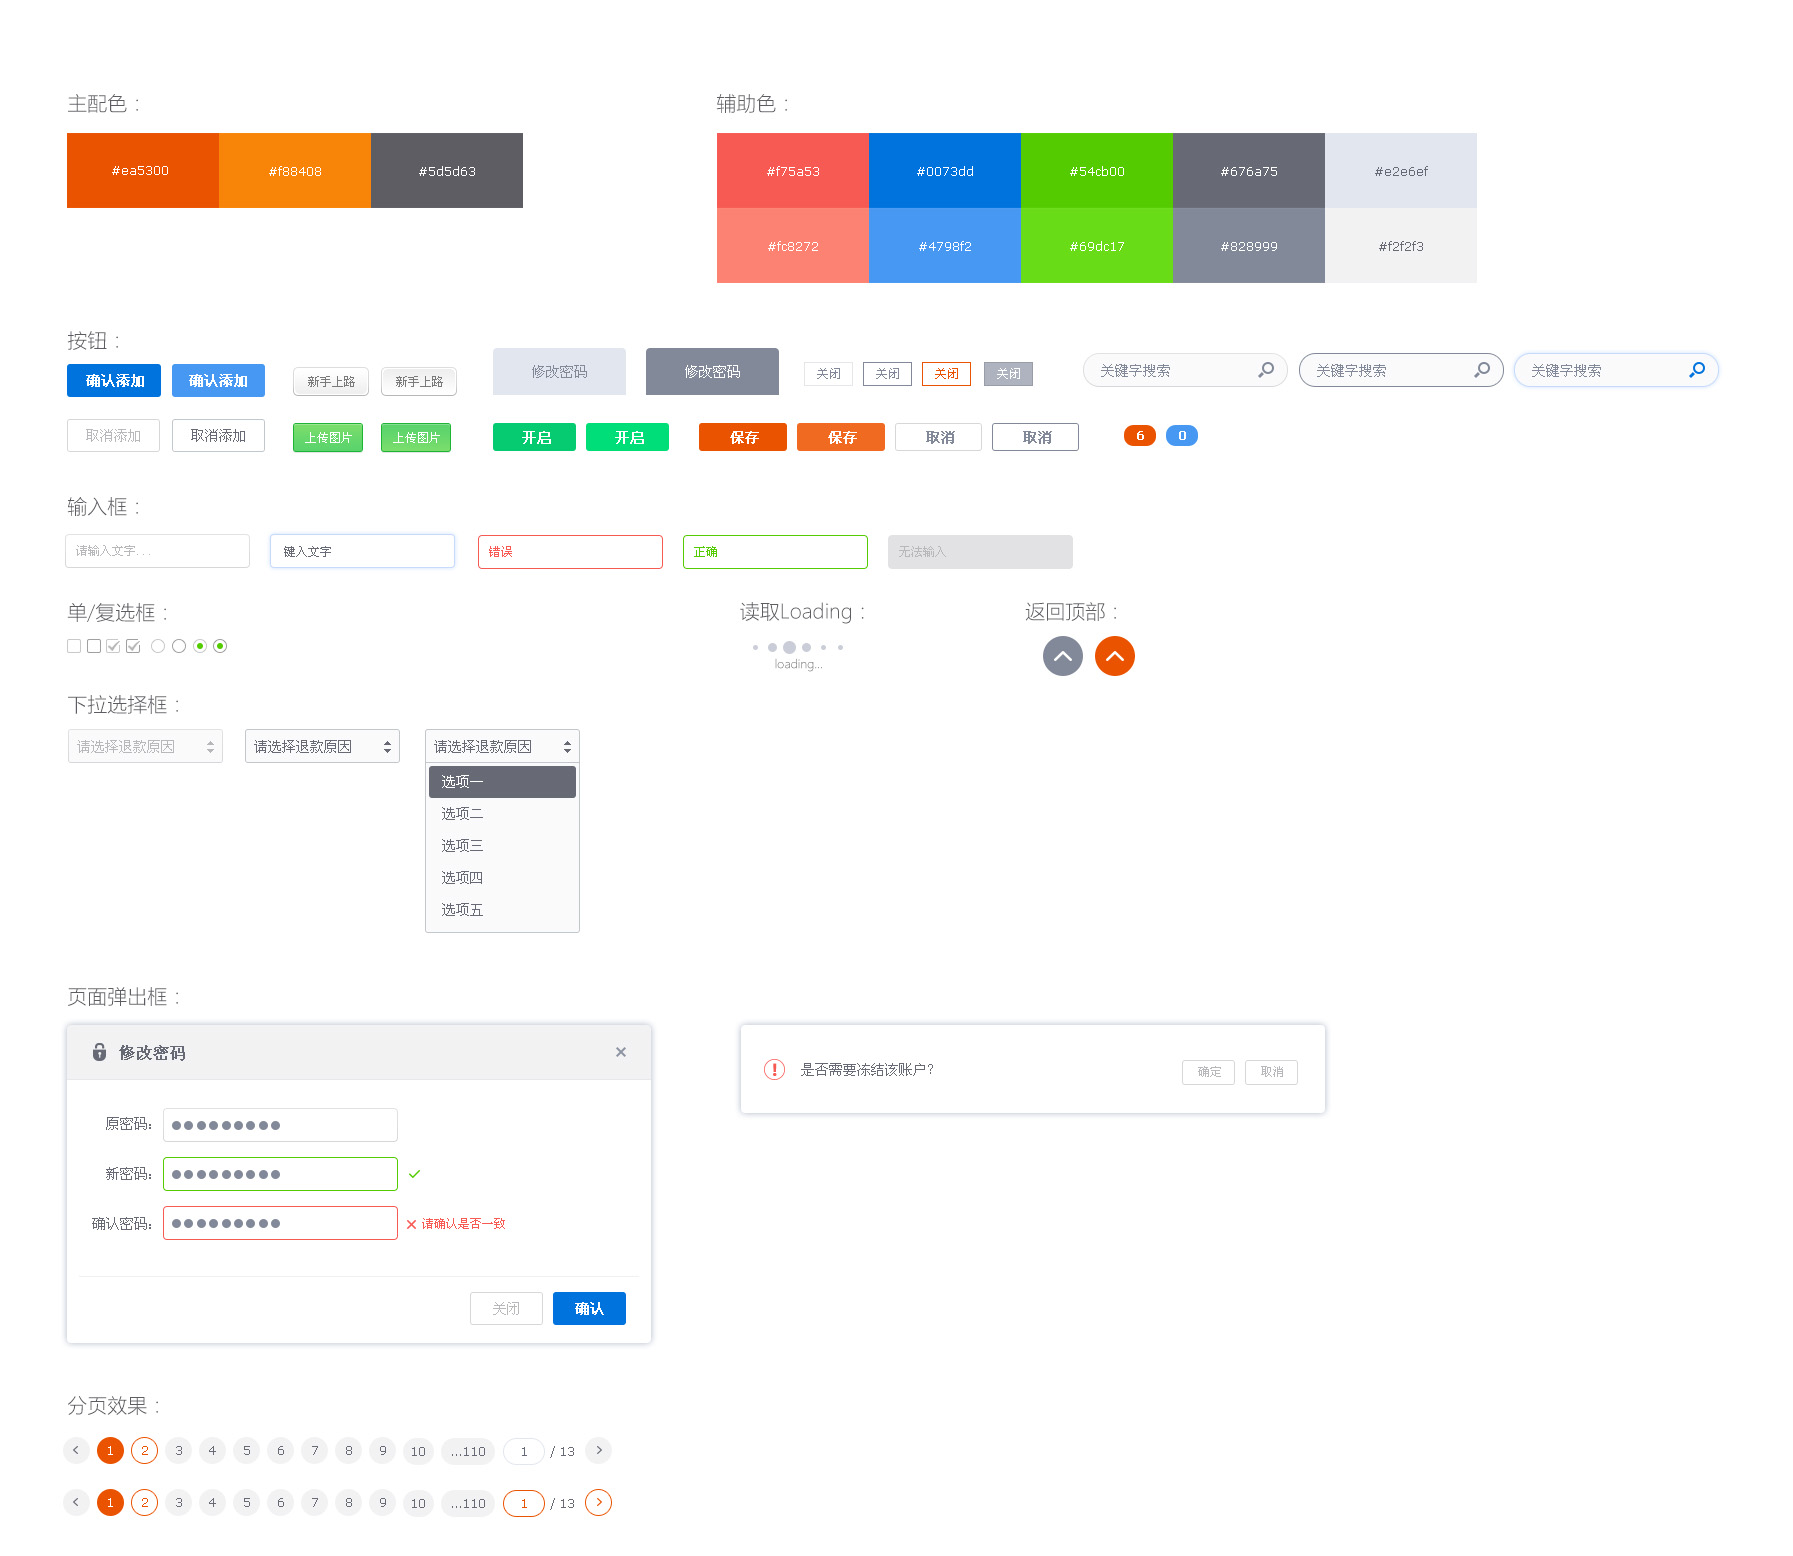 主配色：
辅助色：
#ea5300 #f88408 #5d5d63
#f75a53 #0073dd #54cb00 #676a75 #e2e6ef
#fc8272 #4798f2 #69dc17 #828999 #f2f2f3
按钮：
确认添加 确认添加 新手上路 新手上路 修改密码 修改密码 关闭 关闭 关闭 关闭 关键字搜索 关键字搜索 关键字搜索
取消添加 取消添加 上传图片 上传图片 开启 开启 保存 保存 取消 取消 6 0
输入框：
请输入文字... 键入文字 错误 正确 无法输入
单/复选框：
读取Loading：
返回顶部：
loading...
下拉选择框：
请选择退款原因 请选择退款原因 请选择退款原因
选项一
选项二
选项三
选项四
选项五
页面弹出框：
修改密码
原密码：
新密码：
确认密码： 请确认是否一致
关闭 确认
是否需要冻结该账户？ 确定 取消
分页效果：
< 1 2 3 4 5 6 7 8 9 10 ...110 1 / 13 >
< 1 2 3 4 5 6 7 8 9 10 ...110 1 / 13 >